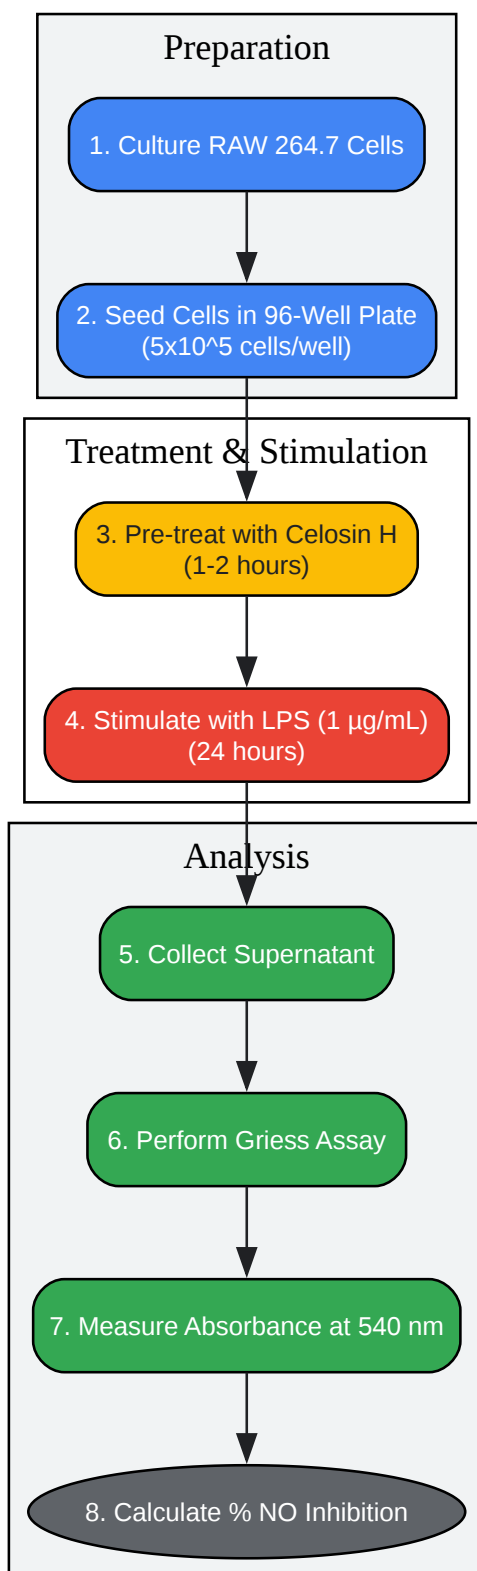 Preparation
1. Culture RAW 264.7 Cells
2. Seed Cells in 96-Well Plate
(5x10^5 cells/well)
Treatment & Stimulation
3. Pre-treat with Celosin H
(1-2 hours)
4. Stimulate with LPS (1 µg/mL)
(24 hours)
Analysis
5. Collect Supernatant
6. Perform Griess Assay
7. Measure Absorbance at 540 nm
8. Calculate % NO Inhibition